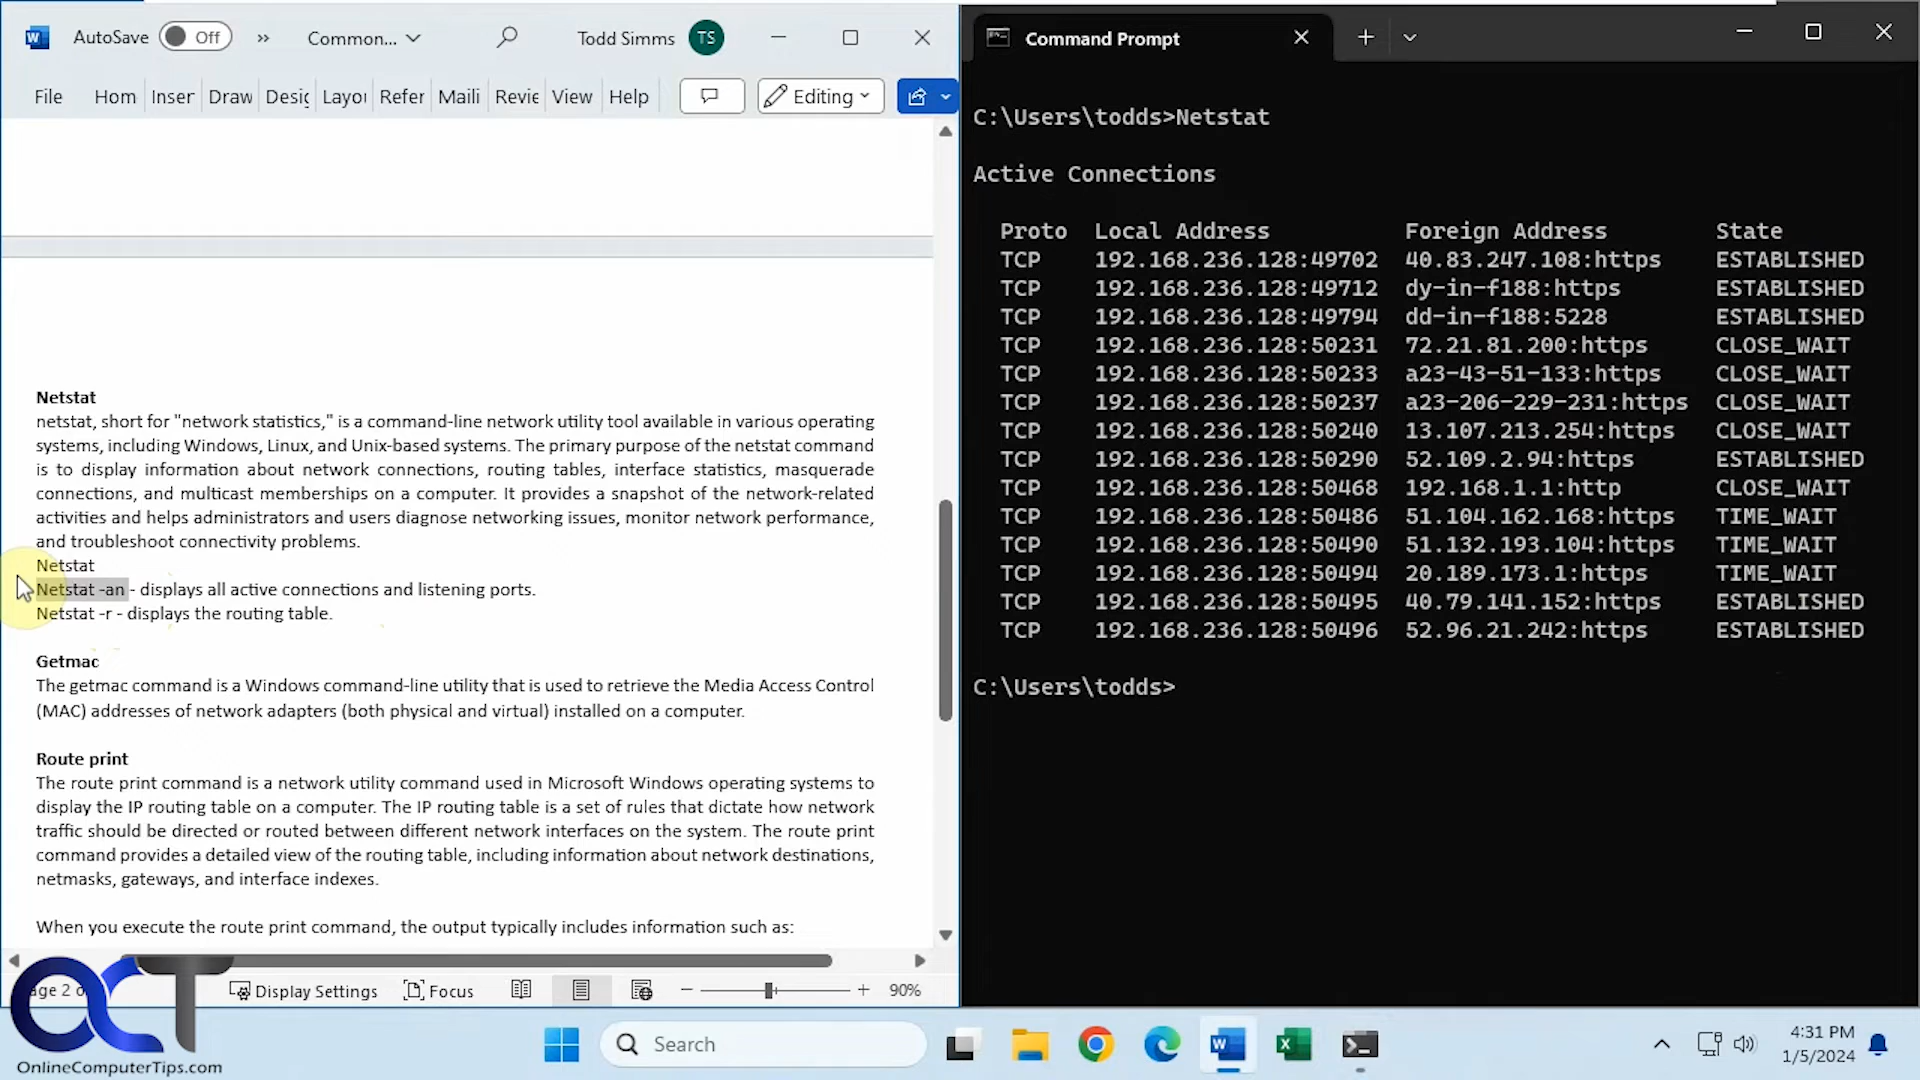 AutoSave Off » Common... Todd Simms TS
File Hom Inser Draw Desig Layou Refer Maili Revie View Help Editing
Netstat
netstat, short for "network statistics," is a command-line network utility tool available in various operating
systems, including Windows, Linux, and Unix-based systems. The primary purpose of the netstat command
is to display information about network connections, routing tables, interface statistics, masquerade
connections, and multicast memberships on a computer. It provides a snapshot of the network-related
activities and helps administrators and users diagnose networking issues, monitor network performance,
and troubleshoot connectivity problems.
Netstat
Netstat -an - displays all active connections and listening ports.
Netstat -r - displays the routing table.
Getmac
The getmac command is a Windows command-line utility that is used to retrieve the Media Access Control
(MAC) addresses of network adapters (both physical and virtual) installed on a computer.
Route print
The route print command is a network utility command used in Microsoft Windows operating systems to
display the IP routing table on a computer. The IP routing table is a set of rules that dictate how network
traffic should be directed or routed between different network interfaces on the system. The route print
command provides a detailed view of the routing table, including information about network destinations,
netmasks, gateways, and interface indexes.
When you execute the route print command, the output typically includes information such as:
age 2 o Display Settings Focus − + 90%
Command Prompt
C:\Users\todds>Netstat
Active Connections
Proto Local Address Foreign Address State
TCP 192.168.236.128:49702 40.83.247.108:https ESTABLISHED
TCP 192.168.236.128:49712 dy-in-f188:https ESTABLISHED
TCP 192.168.236.128:49794 dd-in-f188:5228 ESTABLISHED
TCP 192.168.236.128:50231 72.21.81.200:https CLOSE_WAIT
TCP 192.168.236.128:50233 a23-43-51-133:https CLOSE_WAIT
TCP 192.168.236.128:50237 a23-206-229-231:https CLOSE_WAIT
TCP 192.168.236.128:50240 13.107.213.254:https CLOSE_WAIT
TCP 192.168.236.128:50290 52.109.2.94:https ESTABLISHED
TCP 192.168.236.128:50468 192.168.1.1:http CLOSE_WAIT
TCP 192.168.236.128:50486 51.104.162.168:https TIME_WAIT
TCP 192.168.236.128:50490 51.132.193.104:https TIME_WAIT
TCP 192.168.236.128:50494 20.189.173.1:https TIME_WAIT
TCP 192.168.236.128:50495 40.79.141.152:https ESTABLISHED
TCP 192.168.236.128:50496 52.96.21.242:https ESTABLISHED
C:\Users\todds>
OCT
OnlineComputerTips.com
Search
4:31 PM
1/5/2024